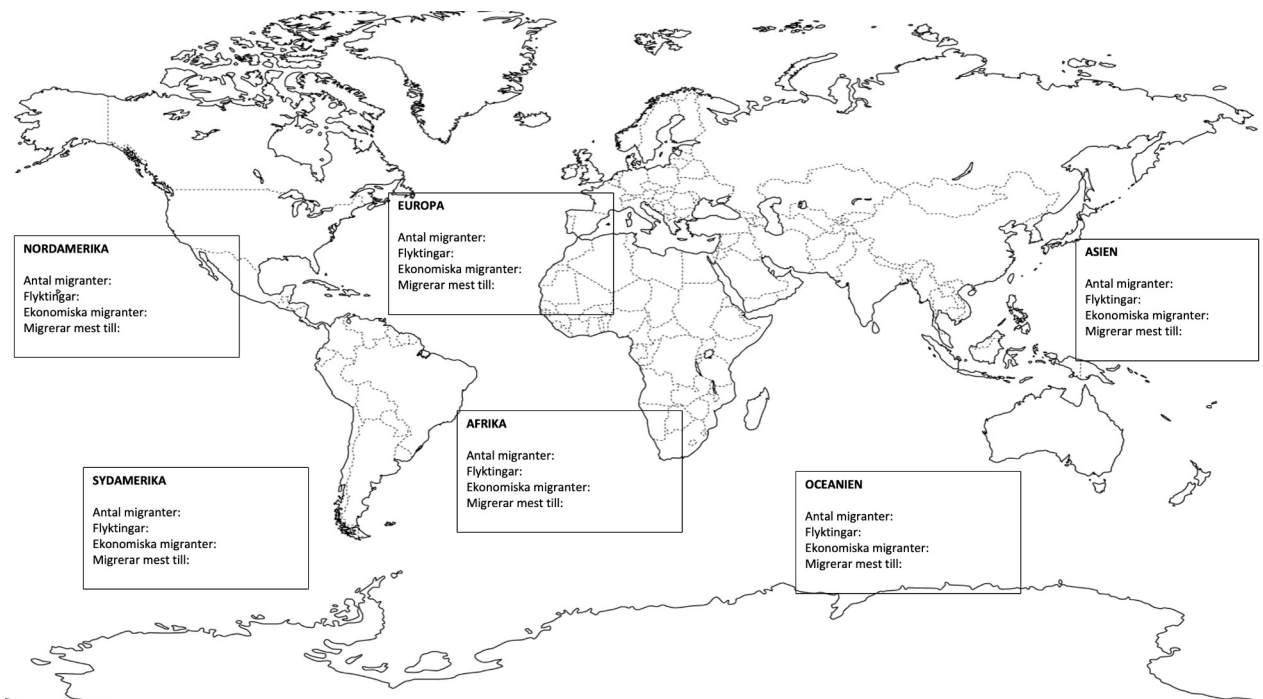 EUROPA
Antal migranter:
Flyktingar:
Ekonomiska migranter:
Migrerar mest till:
NORDAMERIKA
Antal migranter:
Flyktingar:
Ekonomiska migranter:
Migrerar mest till:
ASIEN
Antal migranter:
Flyktingar:
Ekonomiska migranter:
Migrerar mest till:
AFRIKA
Antal migranter:
Flyktingar:
Ekonomiska migranter:
Migrerar mest till:
SYDAMERIKA
Antal migranter:
Flyktingar:
Ekonomiska migranter:
Migrerar mest till:
OCEANIEN
Antal migranter:
Flyktingar:
Ekonomiska migranter:
Migrerar mest till: